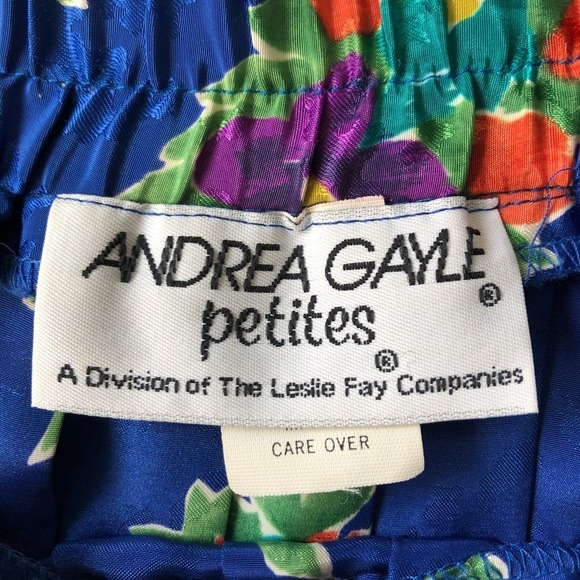 ANDREA GAYLE®
petites®
A Division of The Leslie Fay Companies
CARE OVER